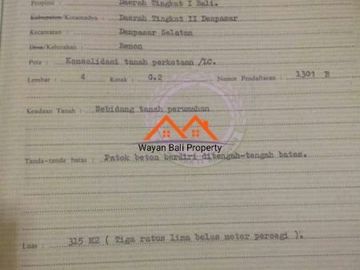 Propinsi : Daerah Tingkat I Bali.
Kabupaten/Kotamadya : Daerah Tingkat II Denpasar
Kecamatan : Denpasar Selatan
Desa/Kelurahan : Renon
Peta : Konsolidasi tanah perkotaan /LC.
Lembar : 4 Kotak : G.2 Nomor Pendaftaran : 1301 B
Keadaan Tanah : Sebidang tanah perumahan
Wayan Bali Property
Tanda-tanda batas : Patok beton berdiri ditengah-tengah batas.
Luas : 315 M2 ( Tiga ratus lima belas meter persegi ).